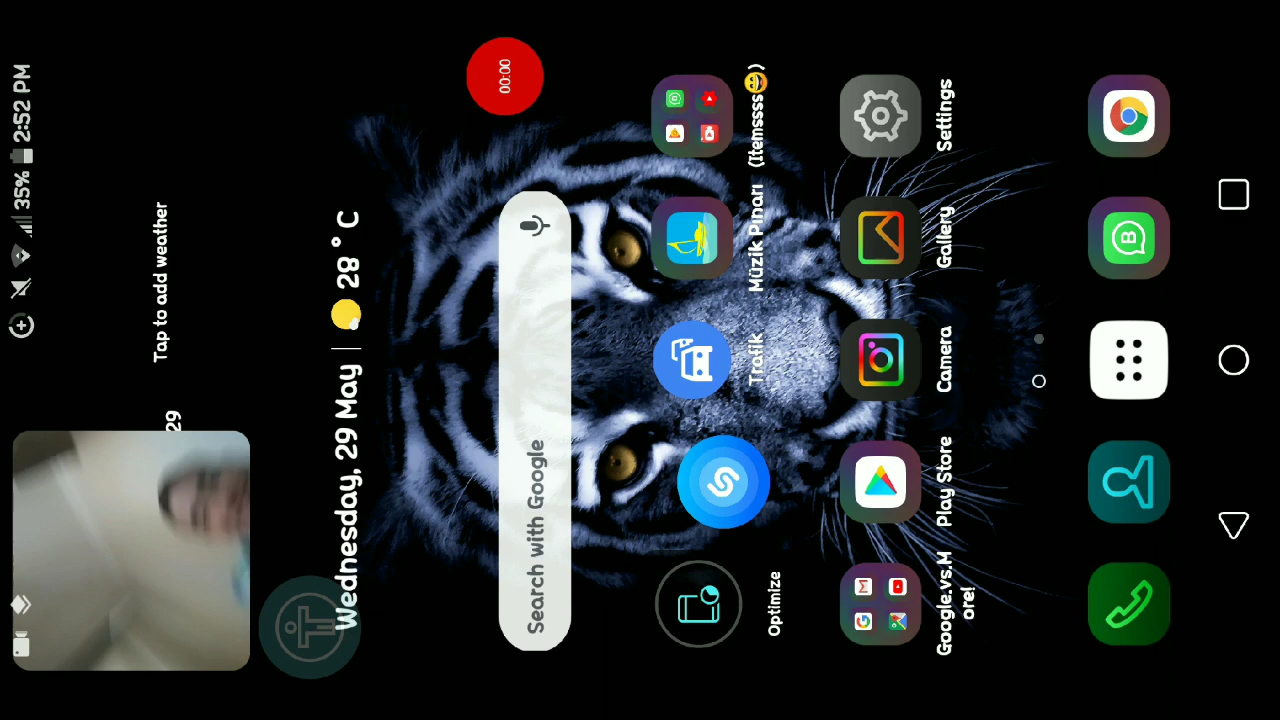 35% 2:52 PM
Tap to add weather
29
Wednesday, 29 May | 28° C
00:00
Search with Google
Optimize
Trafik
Müzik Pınarı
(Itemssss😄)
Google.vs.M
ore!
Play Store
Camera
Gallery
Settings